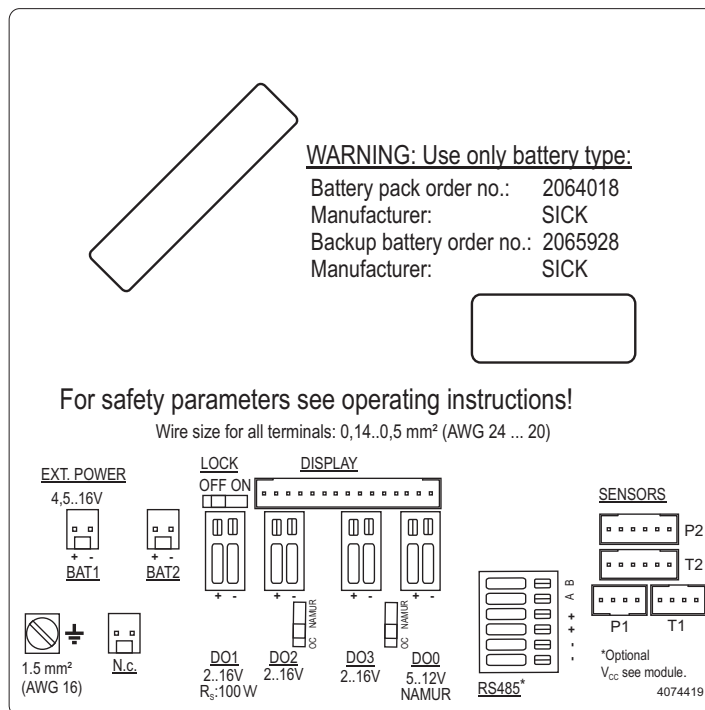 WARNING: Use only battery type:
Battery pack order no.: 2064018
Manufacturer: SICK
Backup battery order no.: 2065928
Manufacturer: SICK
For safety parameters see operating instructions!
Wire size for all terminals: 0,14..0,5 mm² (AWG 24 ... 20)
EXT. POWER
4,5..16V
+ -
BAT1
+ -
BAT2
LOCK
OFF ON
DISPLAY
+ -
+ -
+ -
+ -
OC NAMUR
OC NAMUR
DO1
2..16V
Rs:100 W
DO2
2..16V
DO3
2..16V
DO0
5..12V
NAMUR
1.5 mm²
(AWG 16)
N.c.
B
A
+
+
-
-
RS485*
SENSORS
P2
T2
P1 T1
*Optional
VCC see module.
4074419